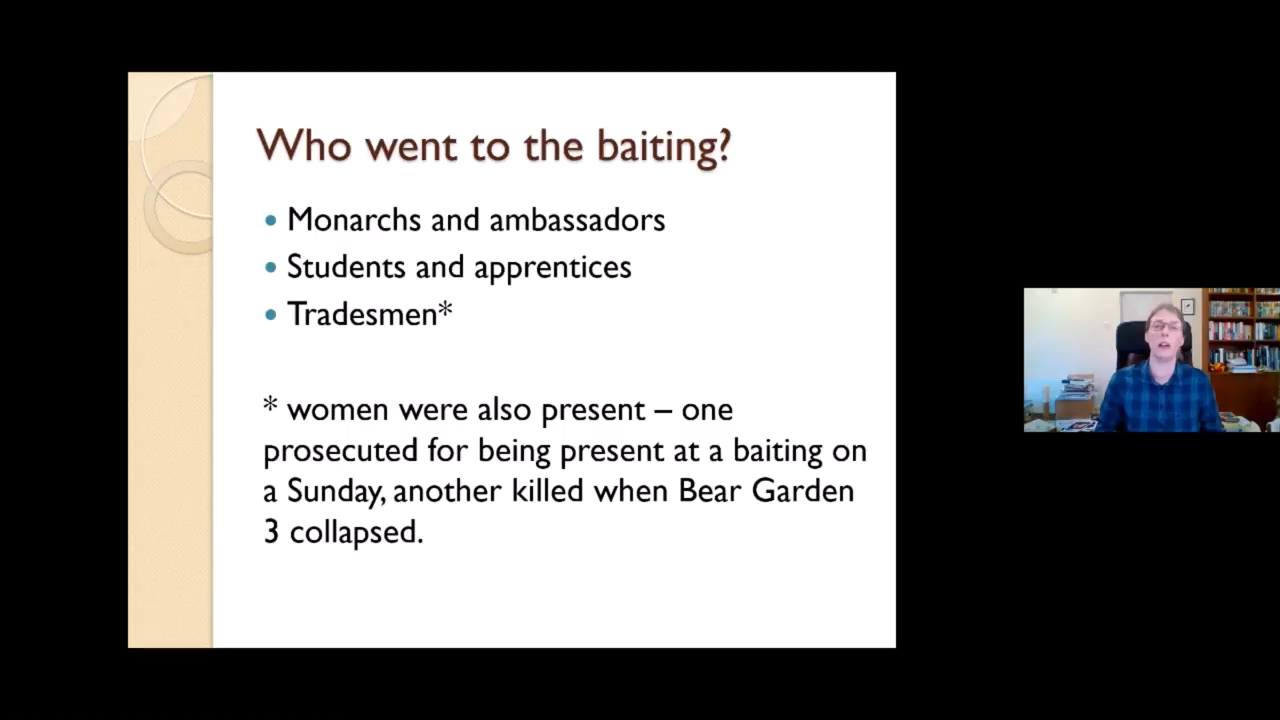 Who went to the baiting?
• Monarchs and ambassadors
• Students and apprentices
• Tradesmen*
* women were also present – one
prosecuted for being present at a baiting on
a Sunday, another killed when Bear Garden
3 collapsed.